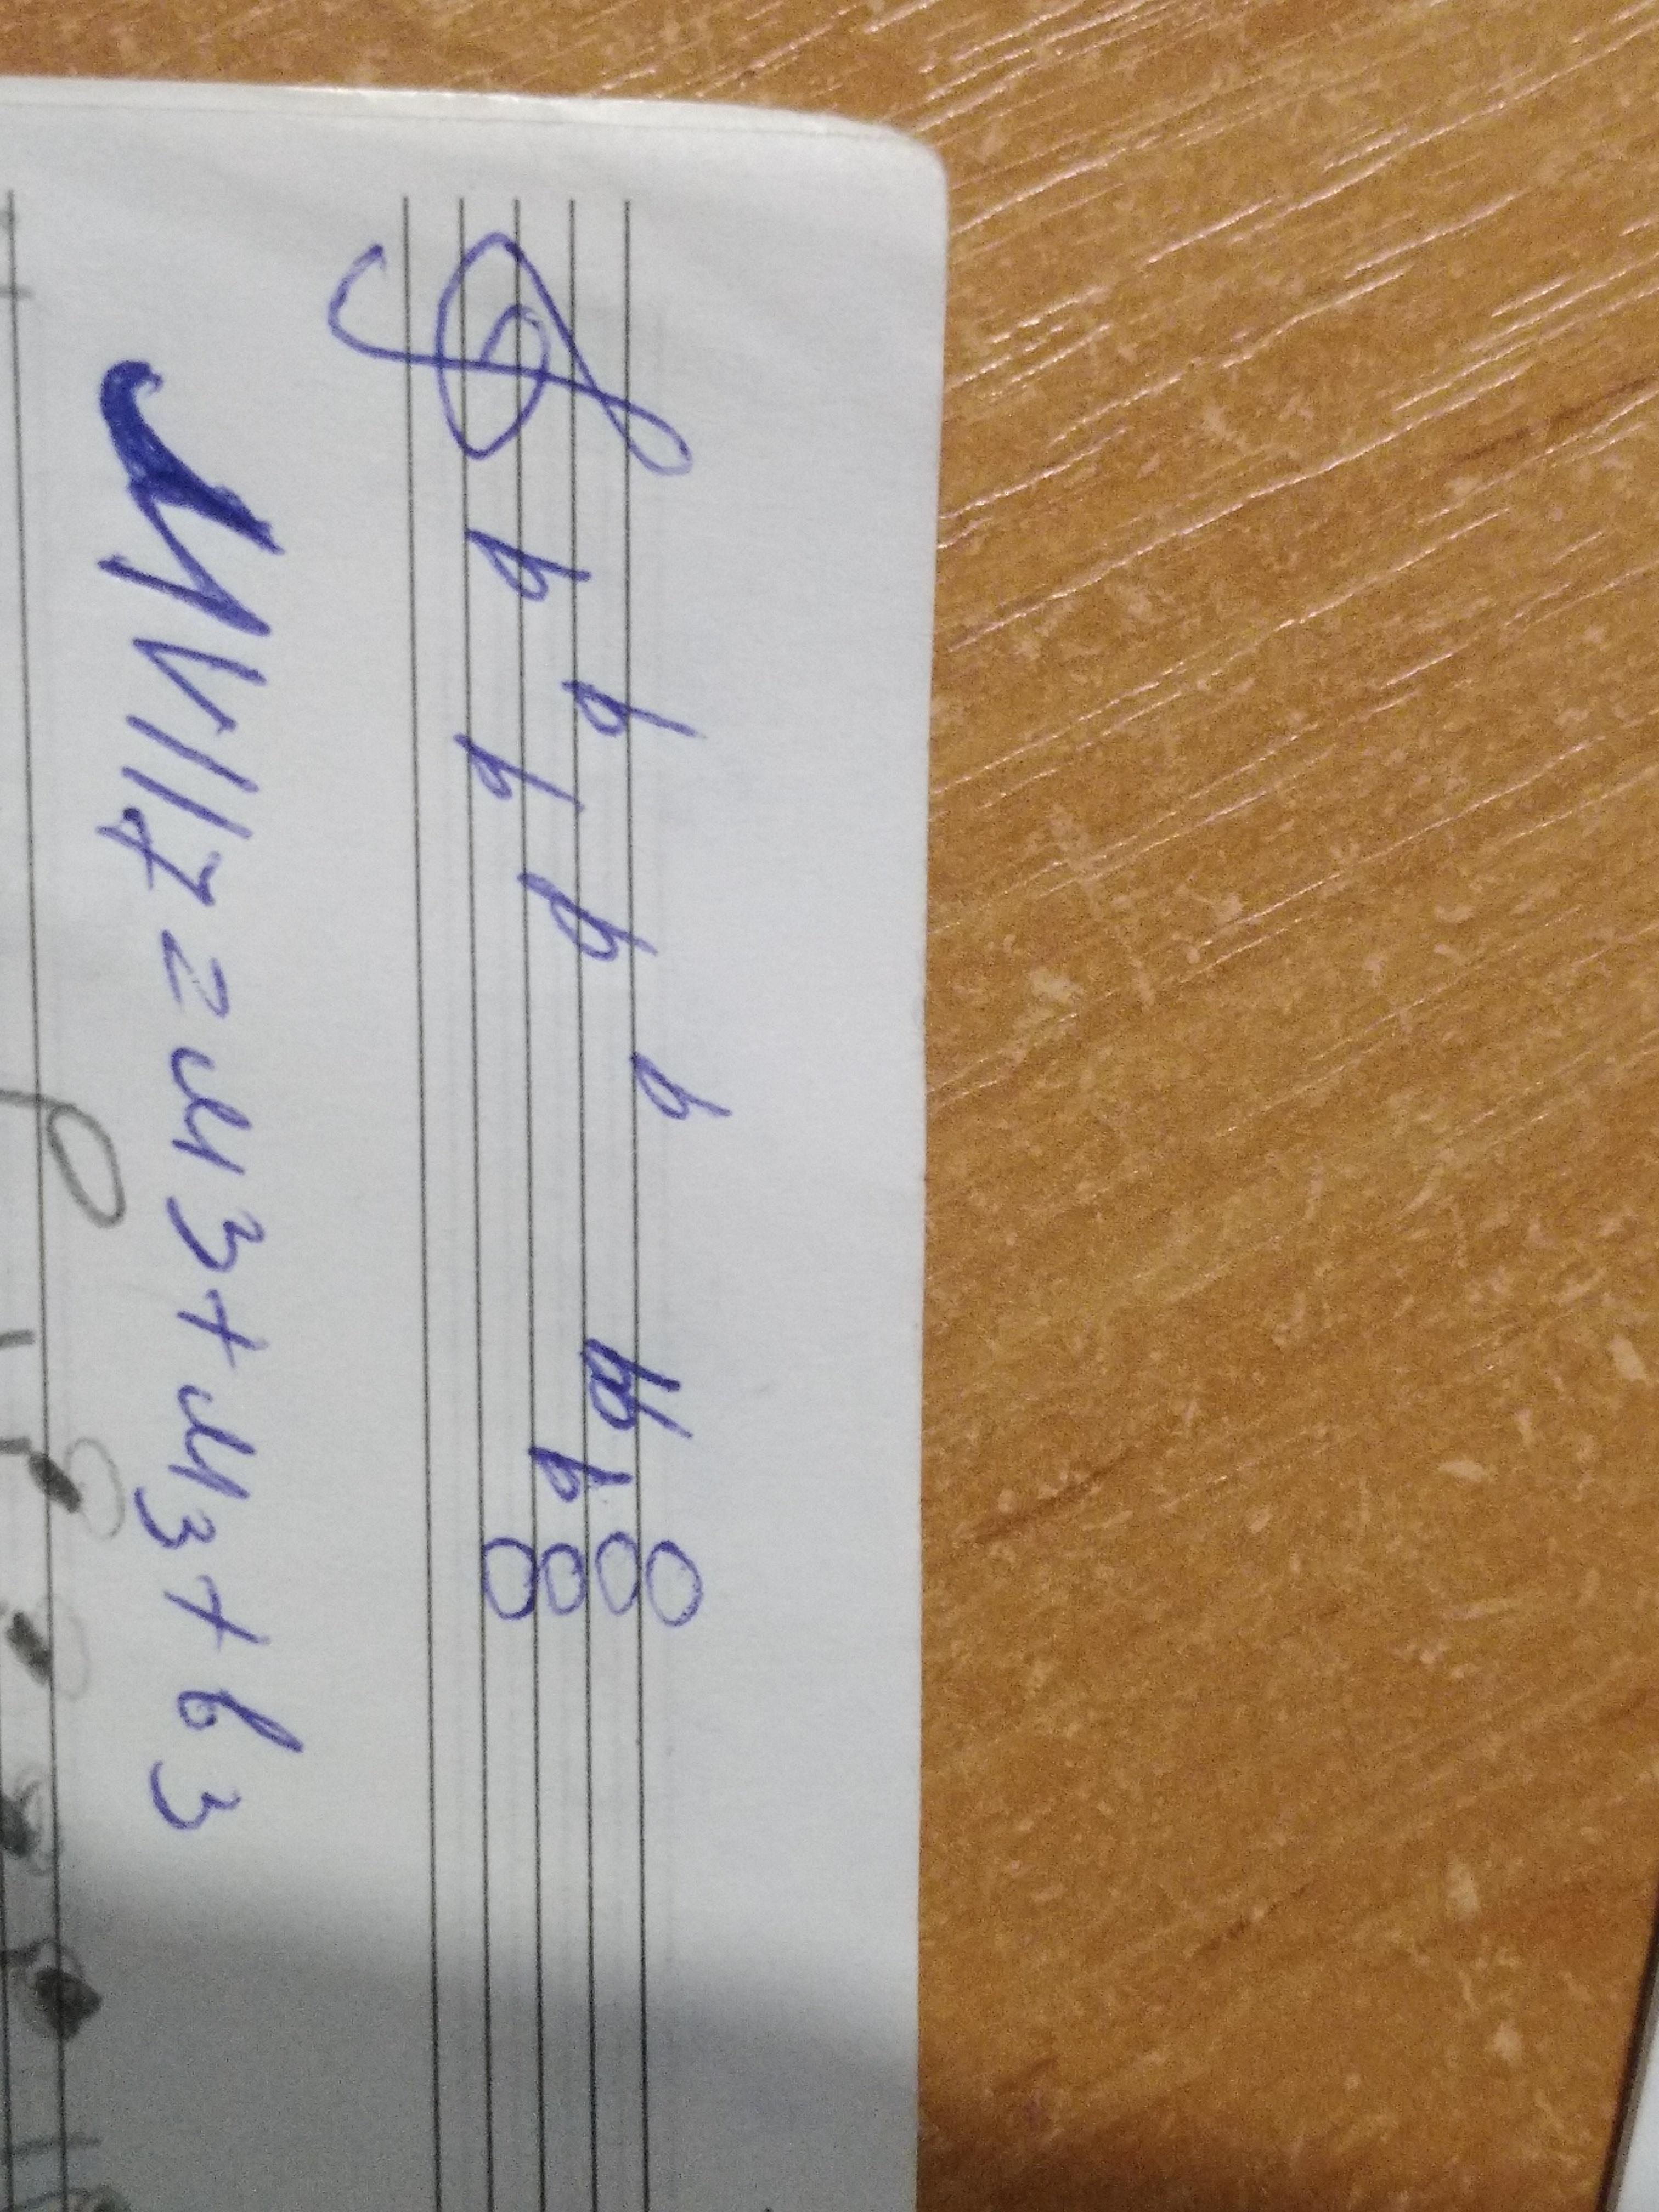 МVII7 = м3 + м3 + б3